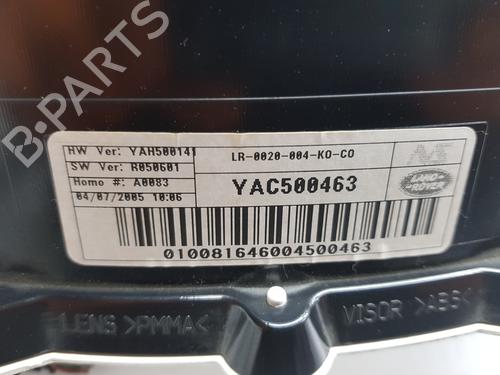 B-PARTS
HW Ver: YAH500141
SW Ver: R050601
Homo #: A0083
04/07/2005 10:06
LR-0020-004-KO-CO
YAC500463
LAND ROVER
010081646004500463
LENS >PMMA<
VISOR >ABS<